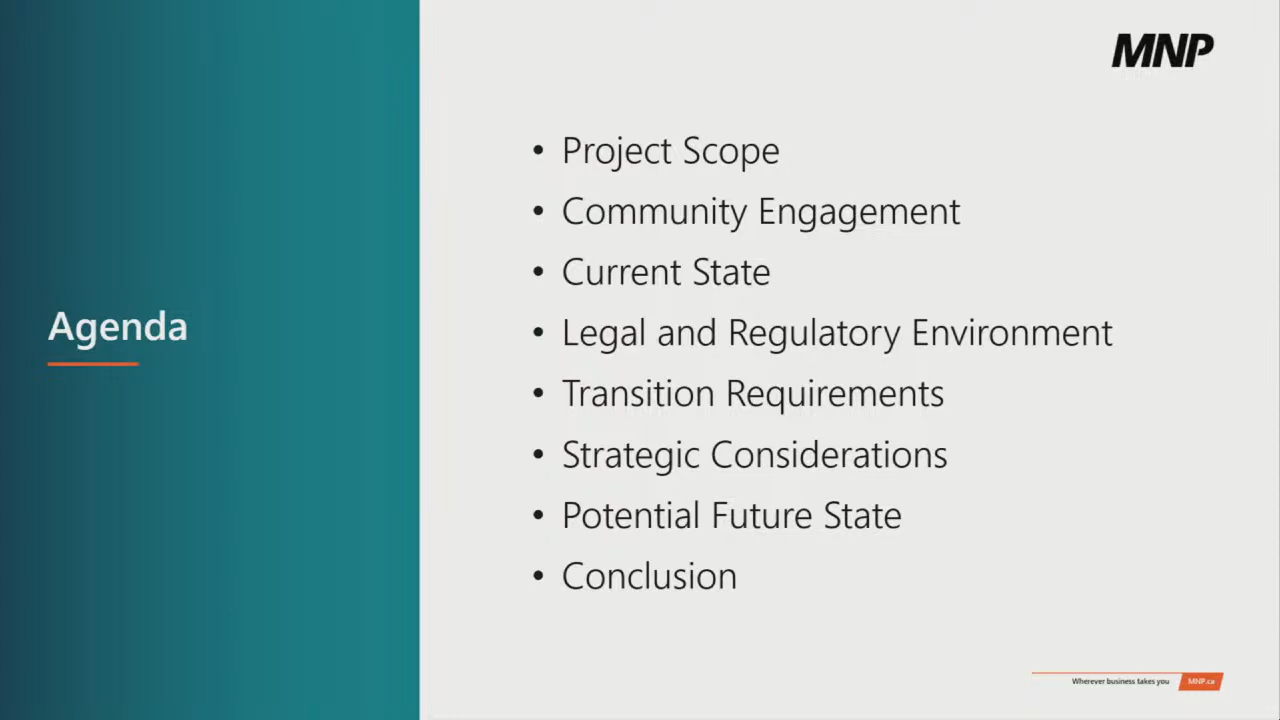 MNP
Agenda
• Project Scope
• Community Engagement
• Current State
• Legal and Regulatory Environment
• Transition Requirements
• Strategic Considerations
• Potential Future State
• Conclusion
Wherever business takes you
MNP.ca